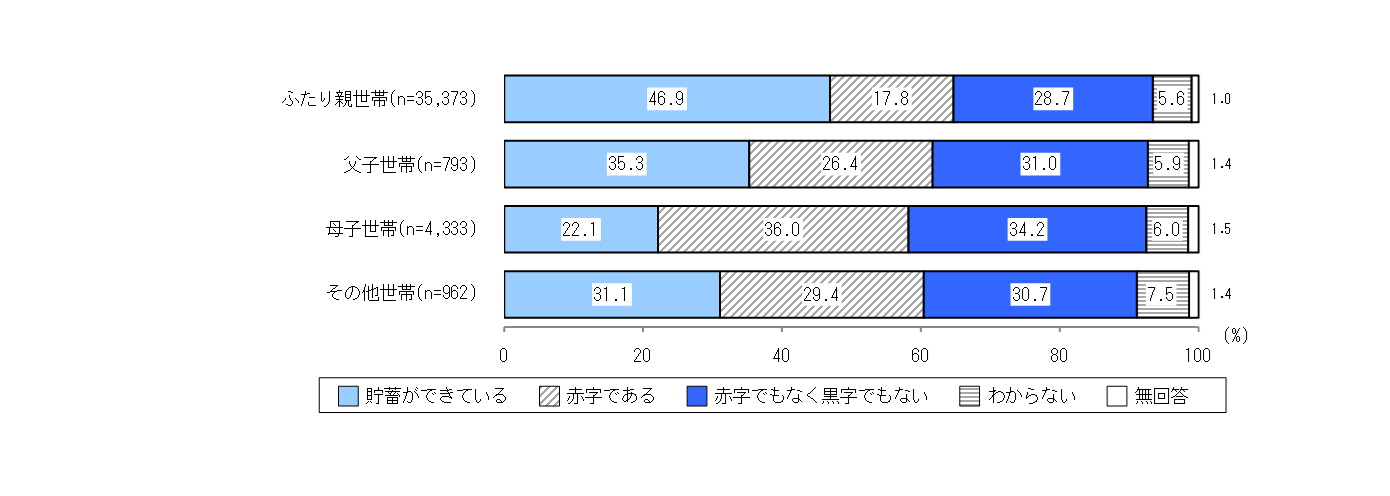 ふたり親世帯(n=35,373) 46.9 17.8 28.7 5.6 1.0
父子世帯(n=793) 35.3 26.4 31.0 5.9 1.4
母子世帯(n=4,333) 22.1 36.0 34.2 6.0 1.5
その他世帯(n=962) 31.1 29.4 30.7 7.5 1.4
(%)
0 20 40 60 80 100
貯蓄ができている 赤字である 赤字でもなく黒字でもない わからない 無回答